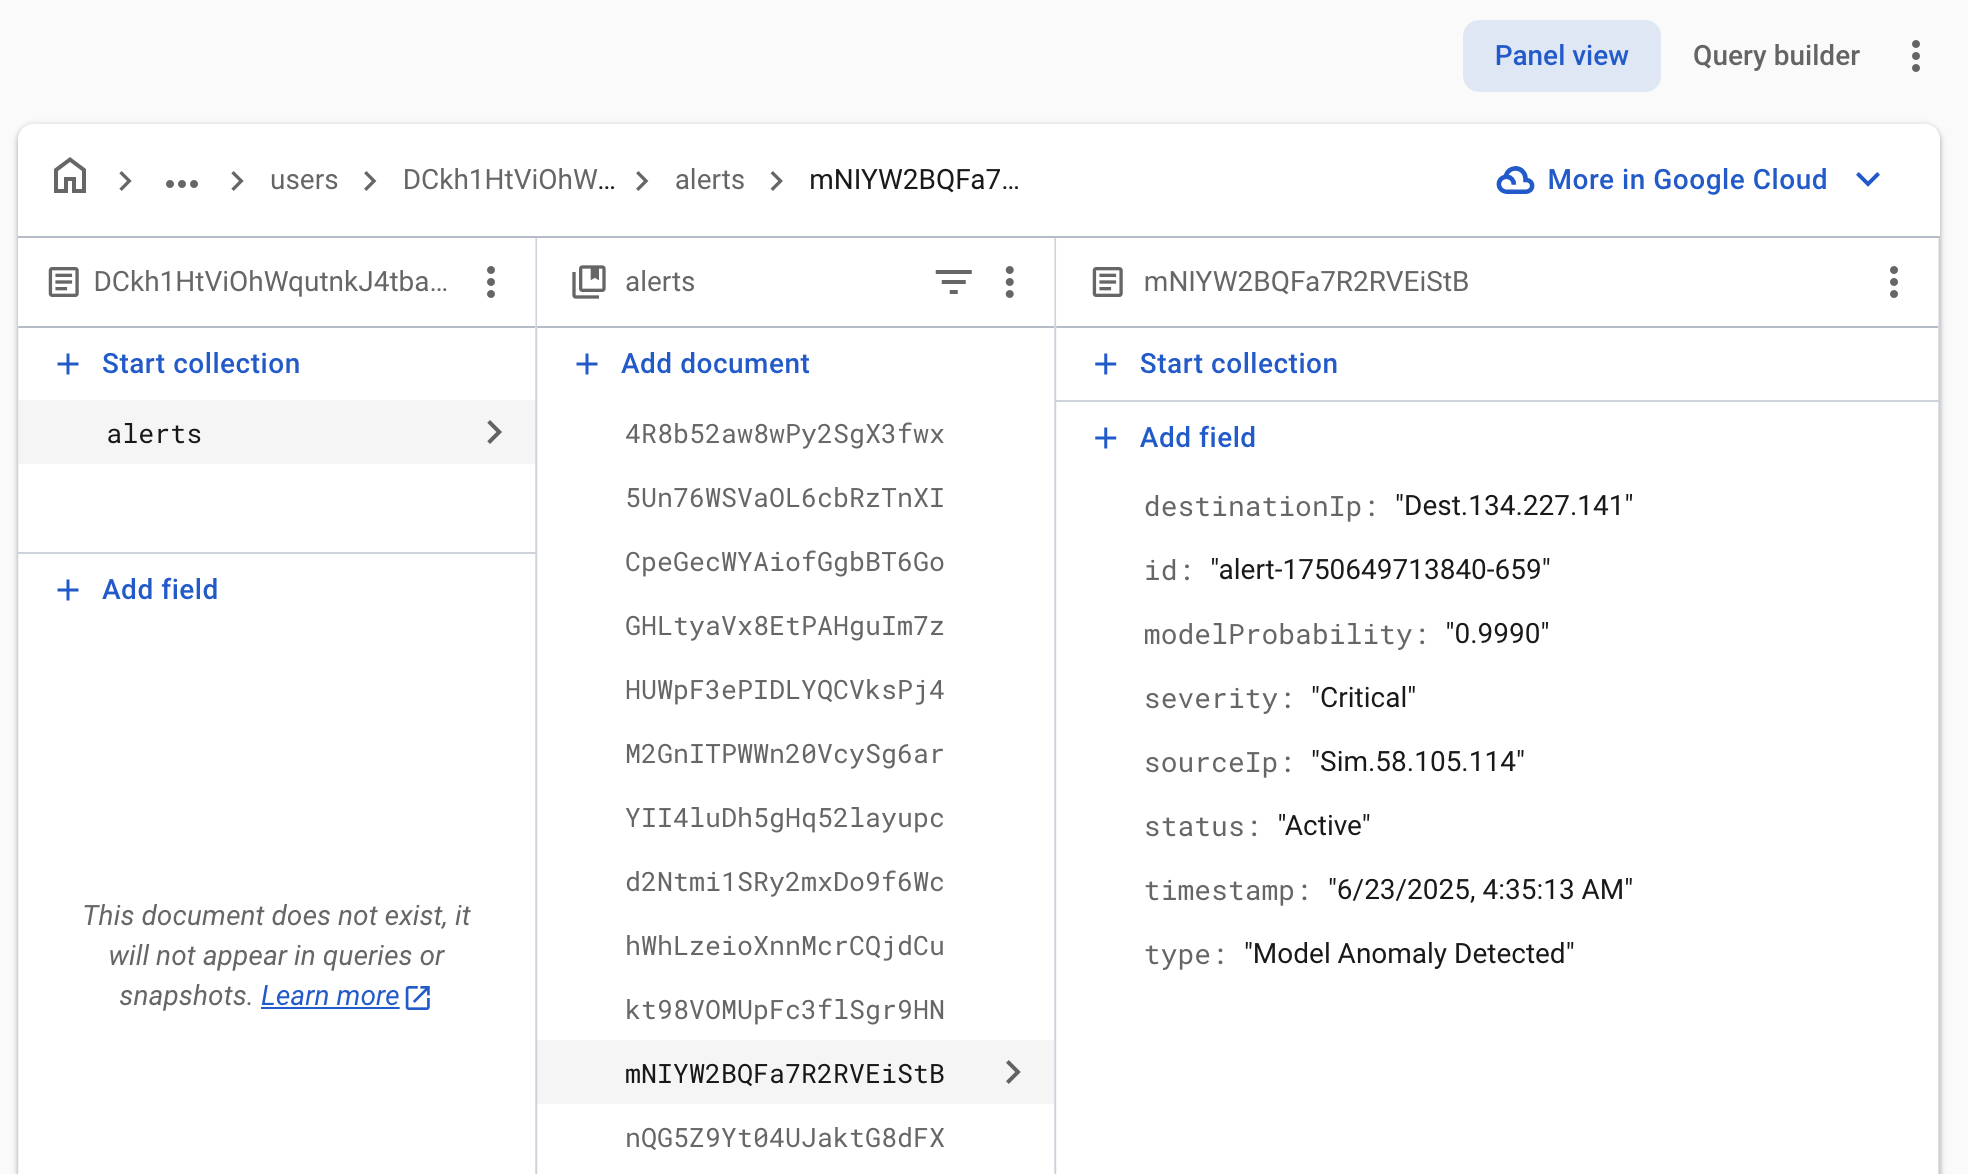 Panel view
Query builder
users
DCkh1HtViOhW...
alerts
mNIYW2BQFa7...
More in Google Cloud
DCkh1HtViOhWqutnkJ4tba...
Start collection
alerts
Add field
This document does not exist, it
will not appear in queries or
snapshots. Learn more
alerts
Add document
4R8b52aw8wPy2SgX3fwx
5Un76WSVaOL6cbRzTnXI
CpeGecWYAiofGgbBT6Go
GHLtyaVx8EtPAHguIm7z
HUWpF3ePIDLYQCVksPj4
M2GnITPWWn20VcySg6ar
YII4luDh5gHq52layupc
d2Ntmi1SRy2mxDo9f6Wc
hWhLzeioXnnMcrCQjdCu
kt98VOMUpFc3flSgr9HN
mNIYW2BQFa7R2RVEiStB
nQG5Z9Yt04UJaktG8dFX
mNIYW2BQFa7R2RVEiStB
Start collection
Add field
destinationIp: "Dest.134.227.141"
id: "alert-1750649713840-659"
modelProbability: "0.9990"
severity: "Critical"
sourceIp: "Sim.58.105.114"
status: "Active"
timestamp: "6/23/2025, 4:35:13 AM"
type: "Model Anomaly Detected"